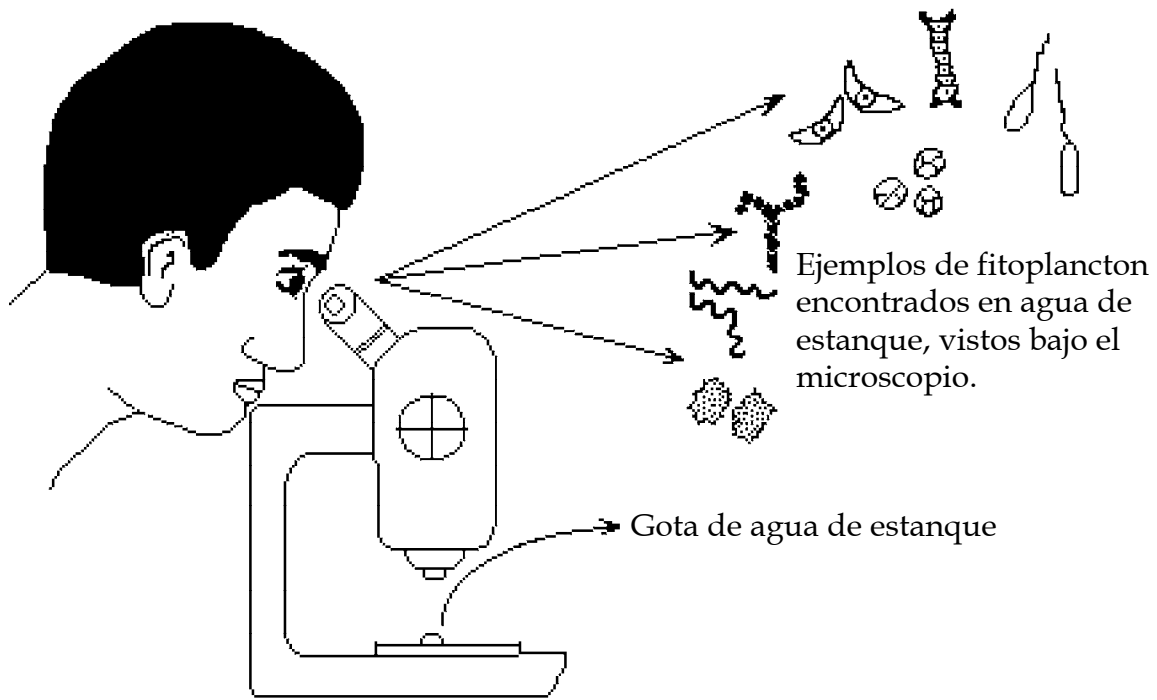 Ejemplos de fitoplancton
encontrados en agua de
estanque, vistos bajo el
microscopio.
Gota de agua de estanque